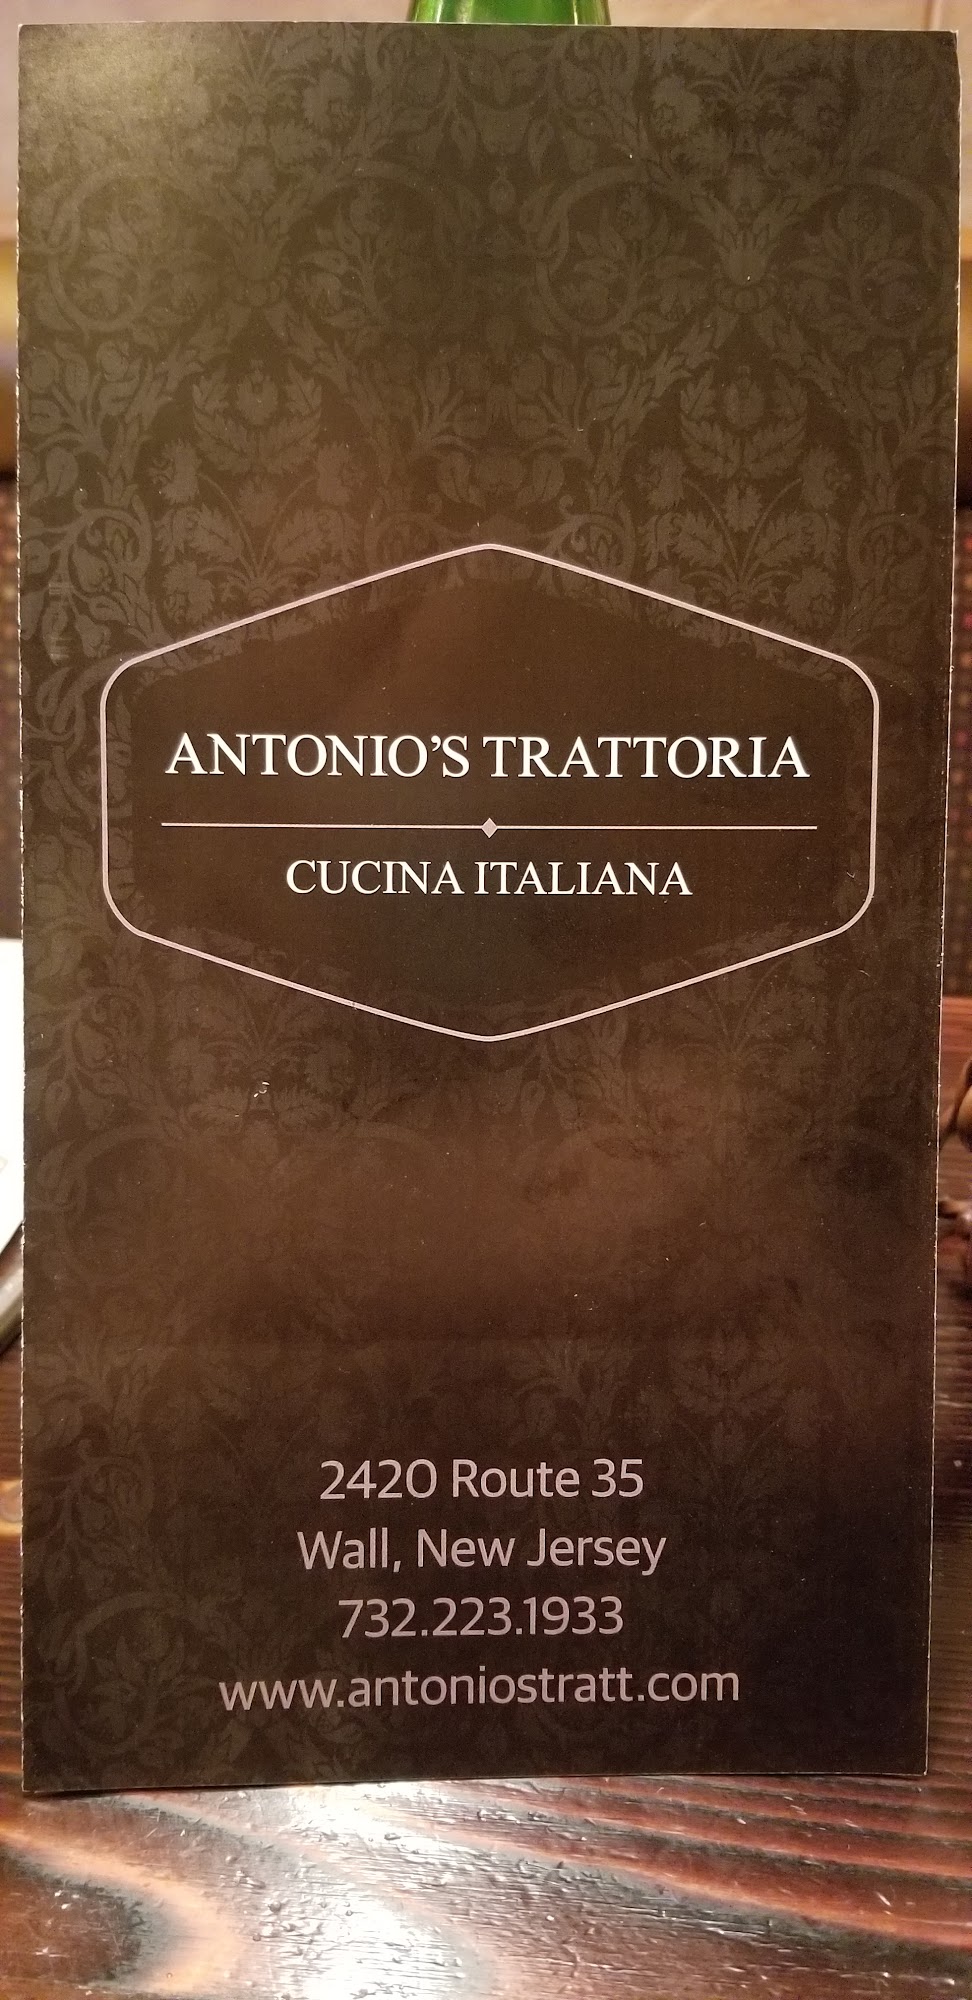 ANTONIO'S TRATTORIA
CUCINA ITALIANA
2420 Route 35
Wall, New Jersey
732.223.1933
www.antoniostratt.com